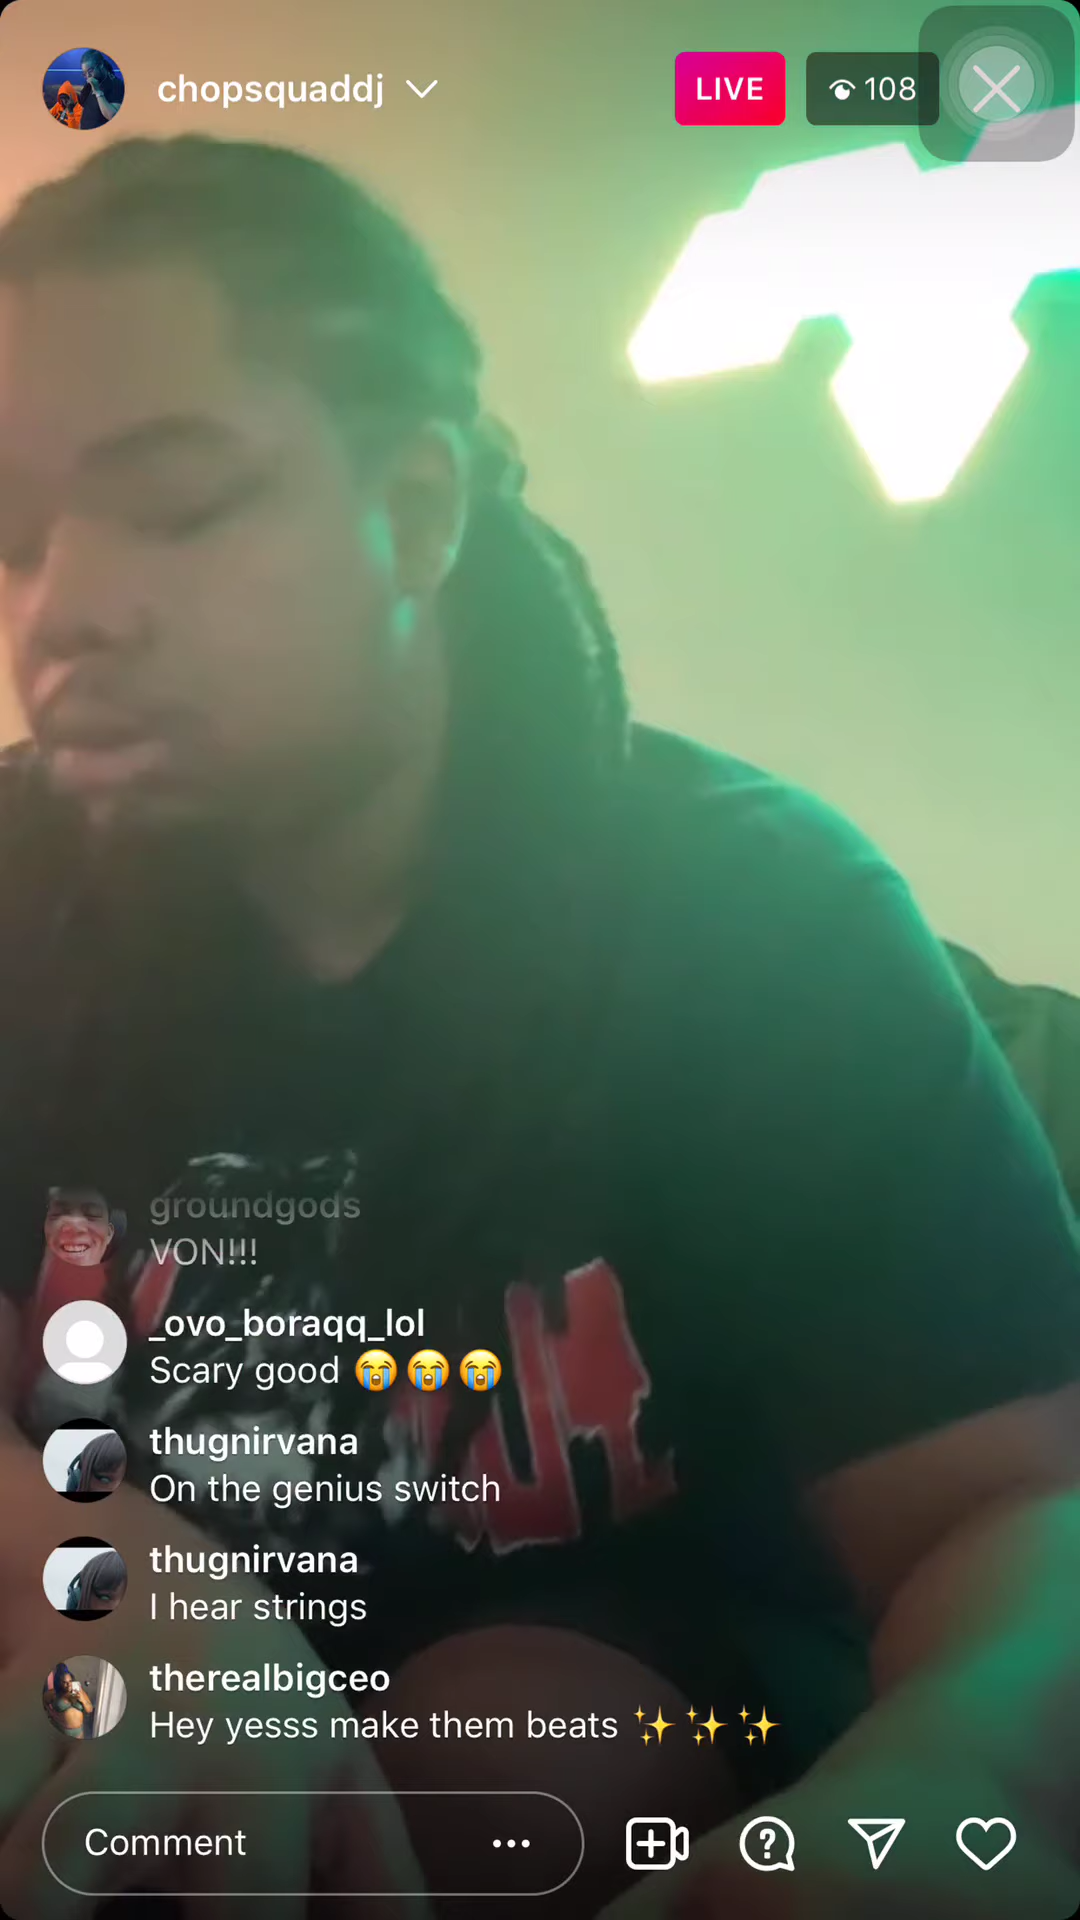 chopsquaddj
LIVE
108
groundgods
VON!!!
_ovo_boraqq_lol
Scary good 😭😭😭
thugnirvana
On the genius switch
thugnirvana
I hear strings
therealbigceo
Hey yesss make them beats ✨✨✨
Comment